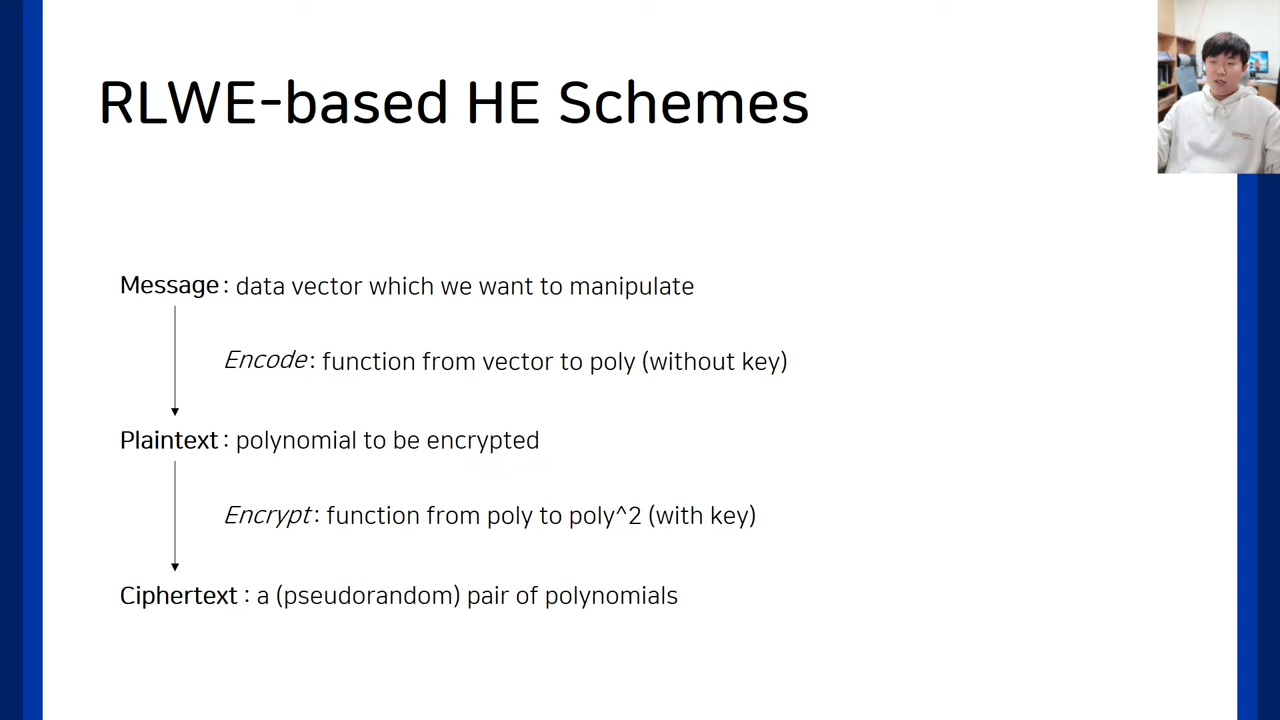 RLWE-based HE Schemes
Message : data vector which we want to manipulate
Encode : function from vector to poly (without key)
Plaintext : polynomial to be encrypted
Encrypt : function from poly to poly^2 (with key)
Ciphertext : a (pseudorandom) pair of polynomials